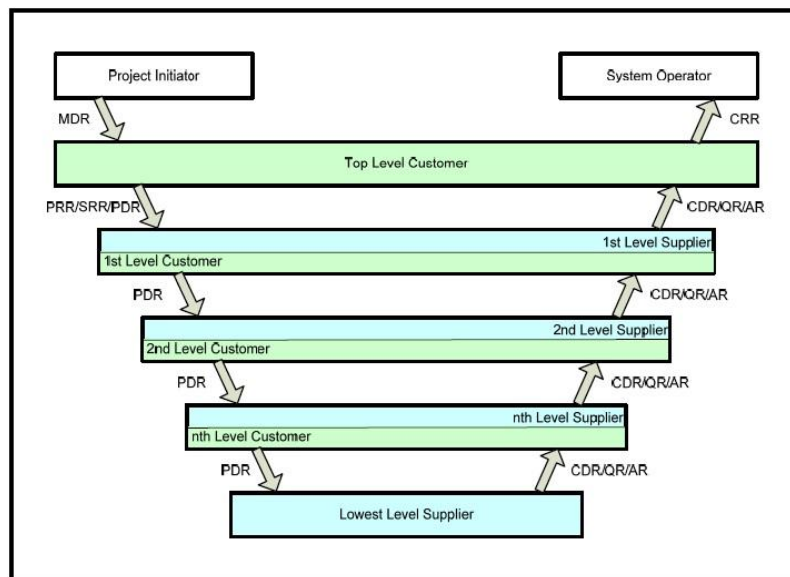 Project Initiator
System Operator
MDR
CRR
Top Level Customer
PRR/SRR/PDR
CDR/QR/AR
1st Level Supplier
1st Level Customer
PDR
CDR/QR/AR
2nd Level Supplier
2nd Level Customer
PDR
CDR/QR/AR
nth Level Supplier
nth Level Customer
PDR
CDR/QR/AR
Lowest Level Supplier